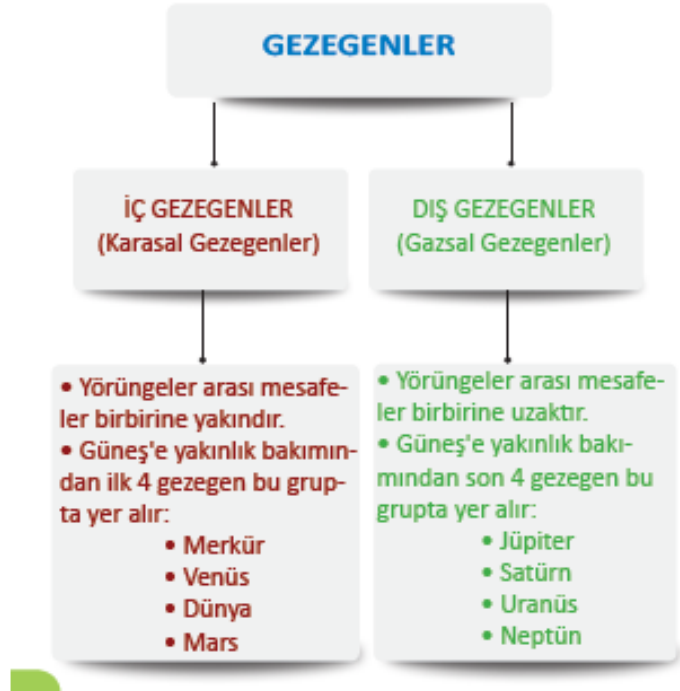 GEZEGENLER
İÇ GEZEGENLER
(Karasal Gezegenler)
DIŞ GEZEGENLER
(Gazsal Gezegenler)
• Yörüngeler arası mesafe-
ler birbirine yakındır.
• Güneş'e yakınlık bakımın-
dan ilk 4 gezegen bu grup-
ta yer alır:
• Merkür
• Venüs
• Dünya
• Mars
• Yörüngeler arası mesafe-
ler birbirine uzaktır.
• Güneş'e yakınlık bakı-
mından son 4 gezegen bu
grupta yer alır:
• Jüpiter
• Satürn
• Uranüs
• Neptün